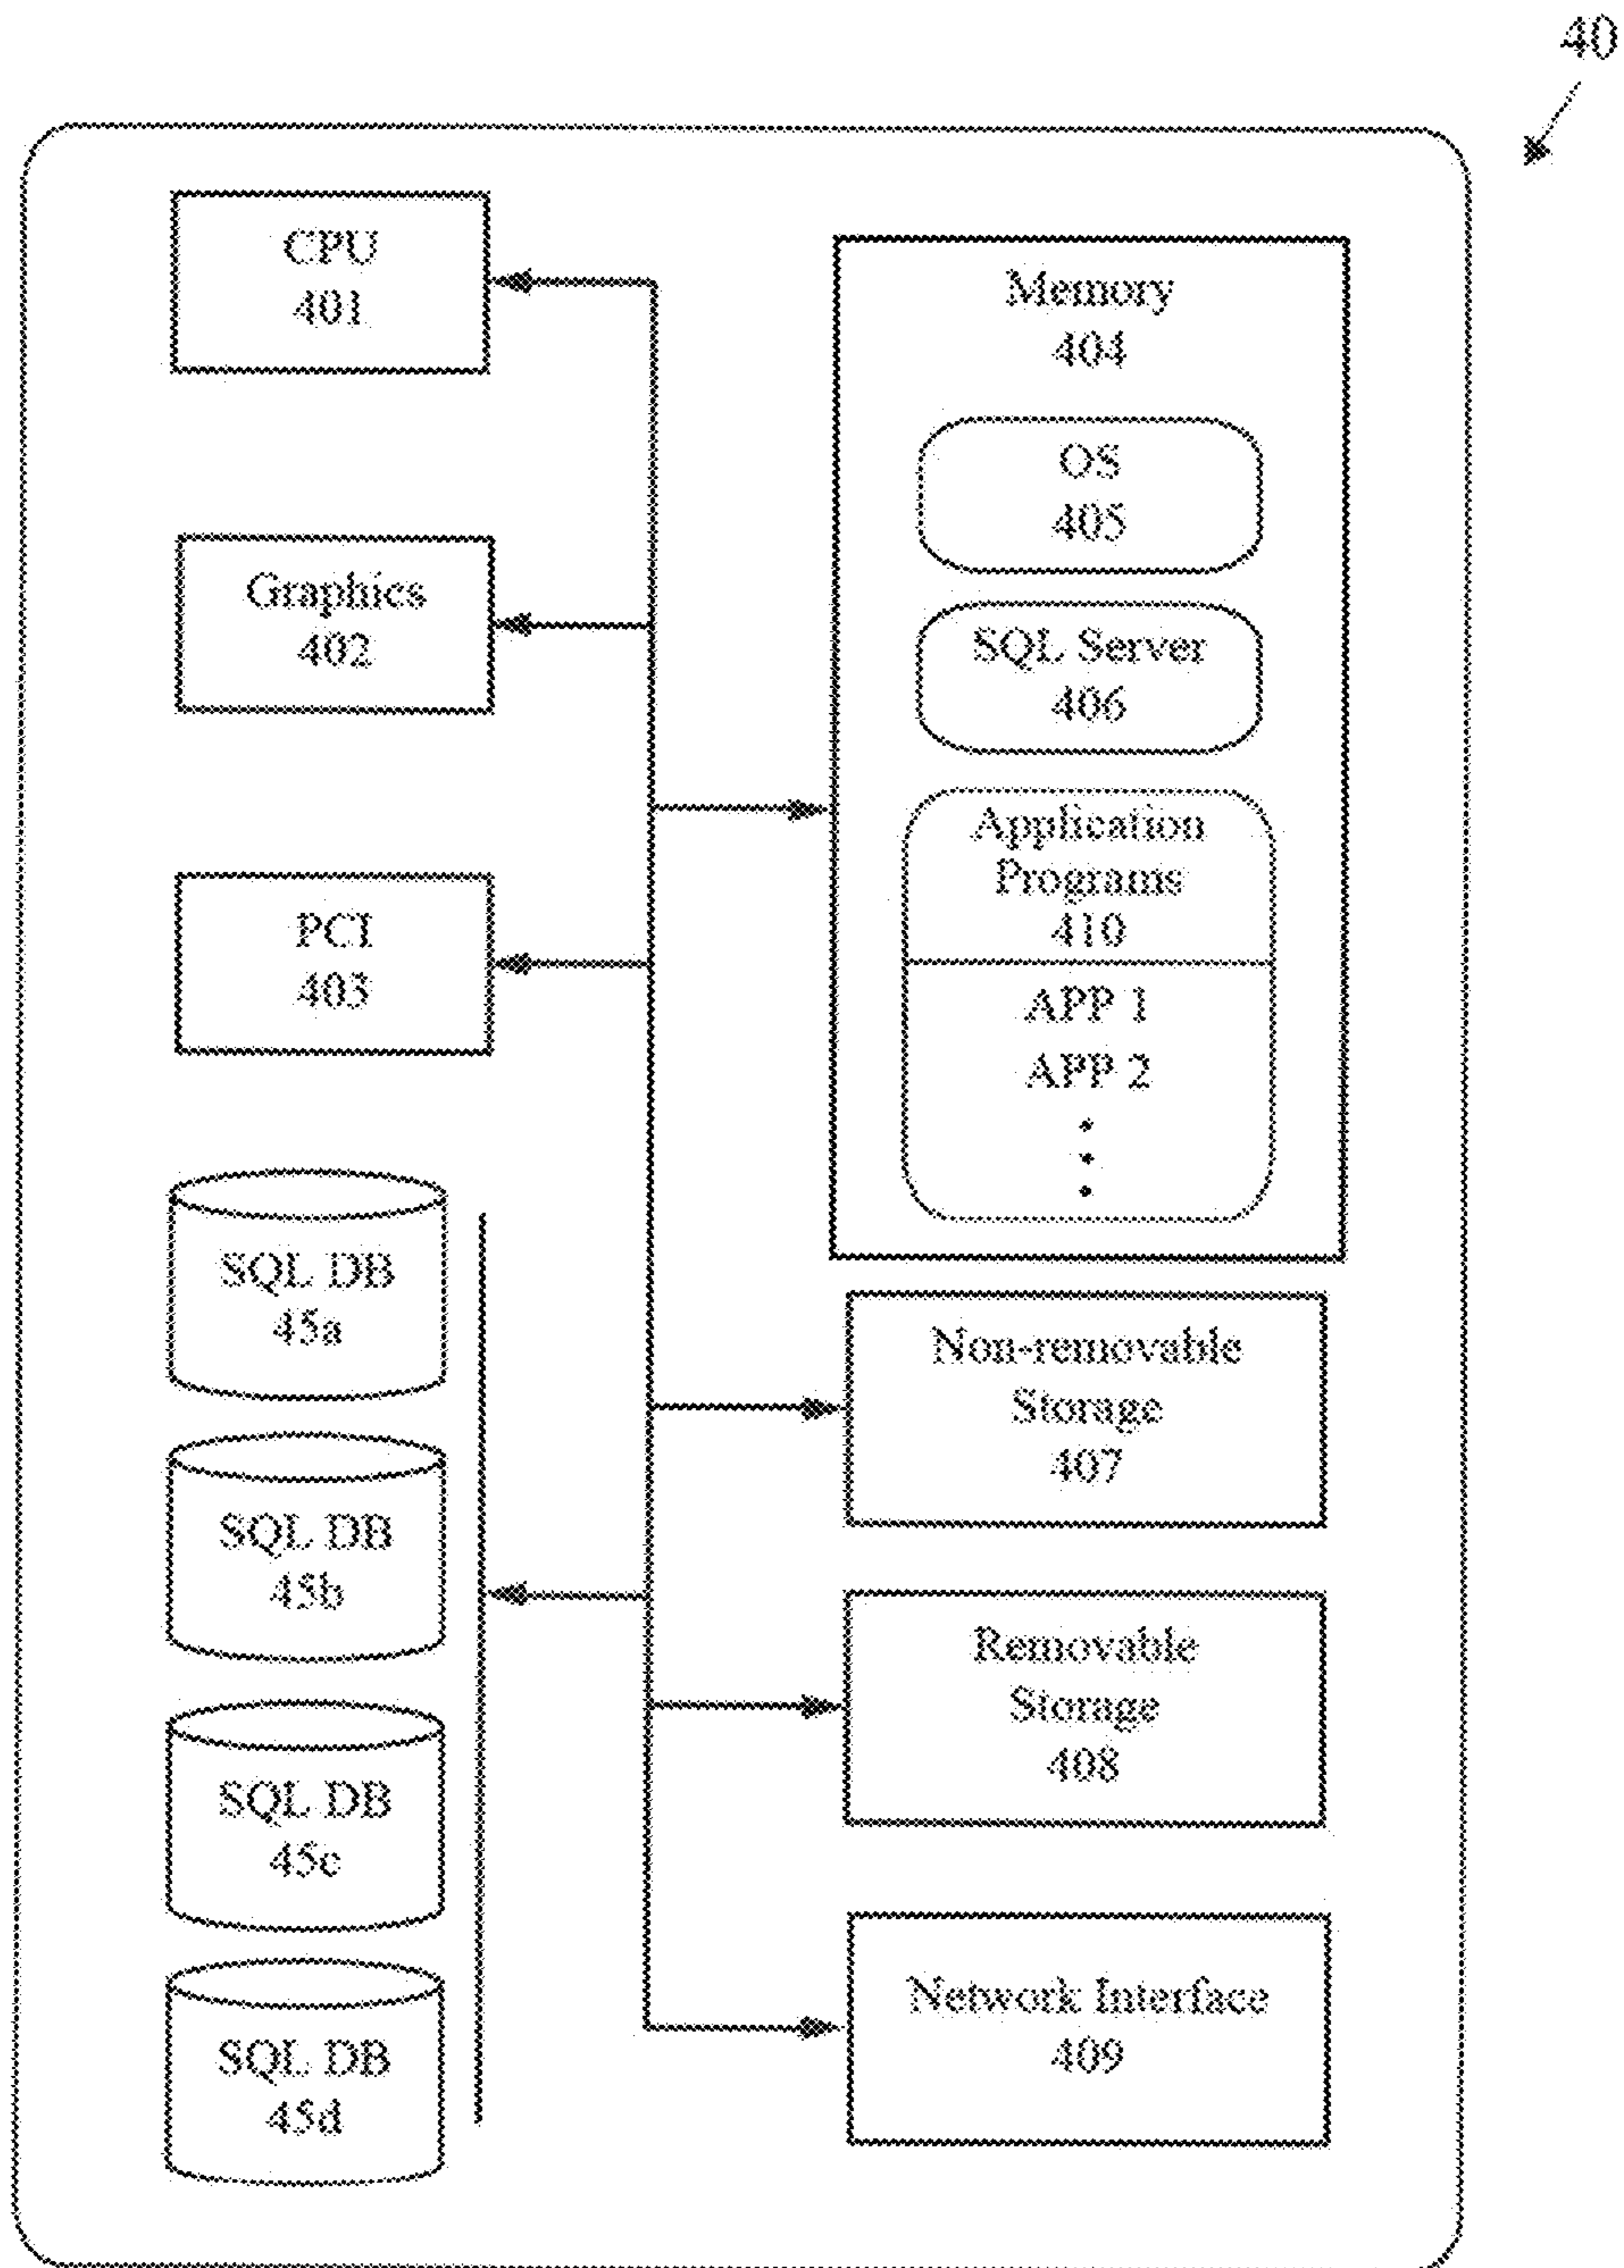 40
CPU
401
Graphics
402
PCI
403
SQL DB
45a
SQL DB
45b
SQL DB
45c
SQL DB
45d
Memory
404
OS
405
SQL Server
406
Application
Programs
410
APP 1
APP 2
Non-removable
Storage
407
Removable
Storage
408
Network Interface
409